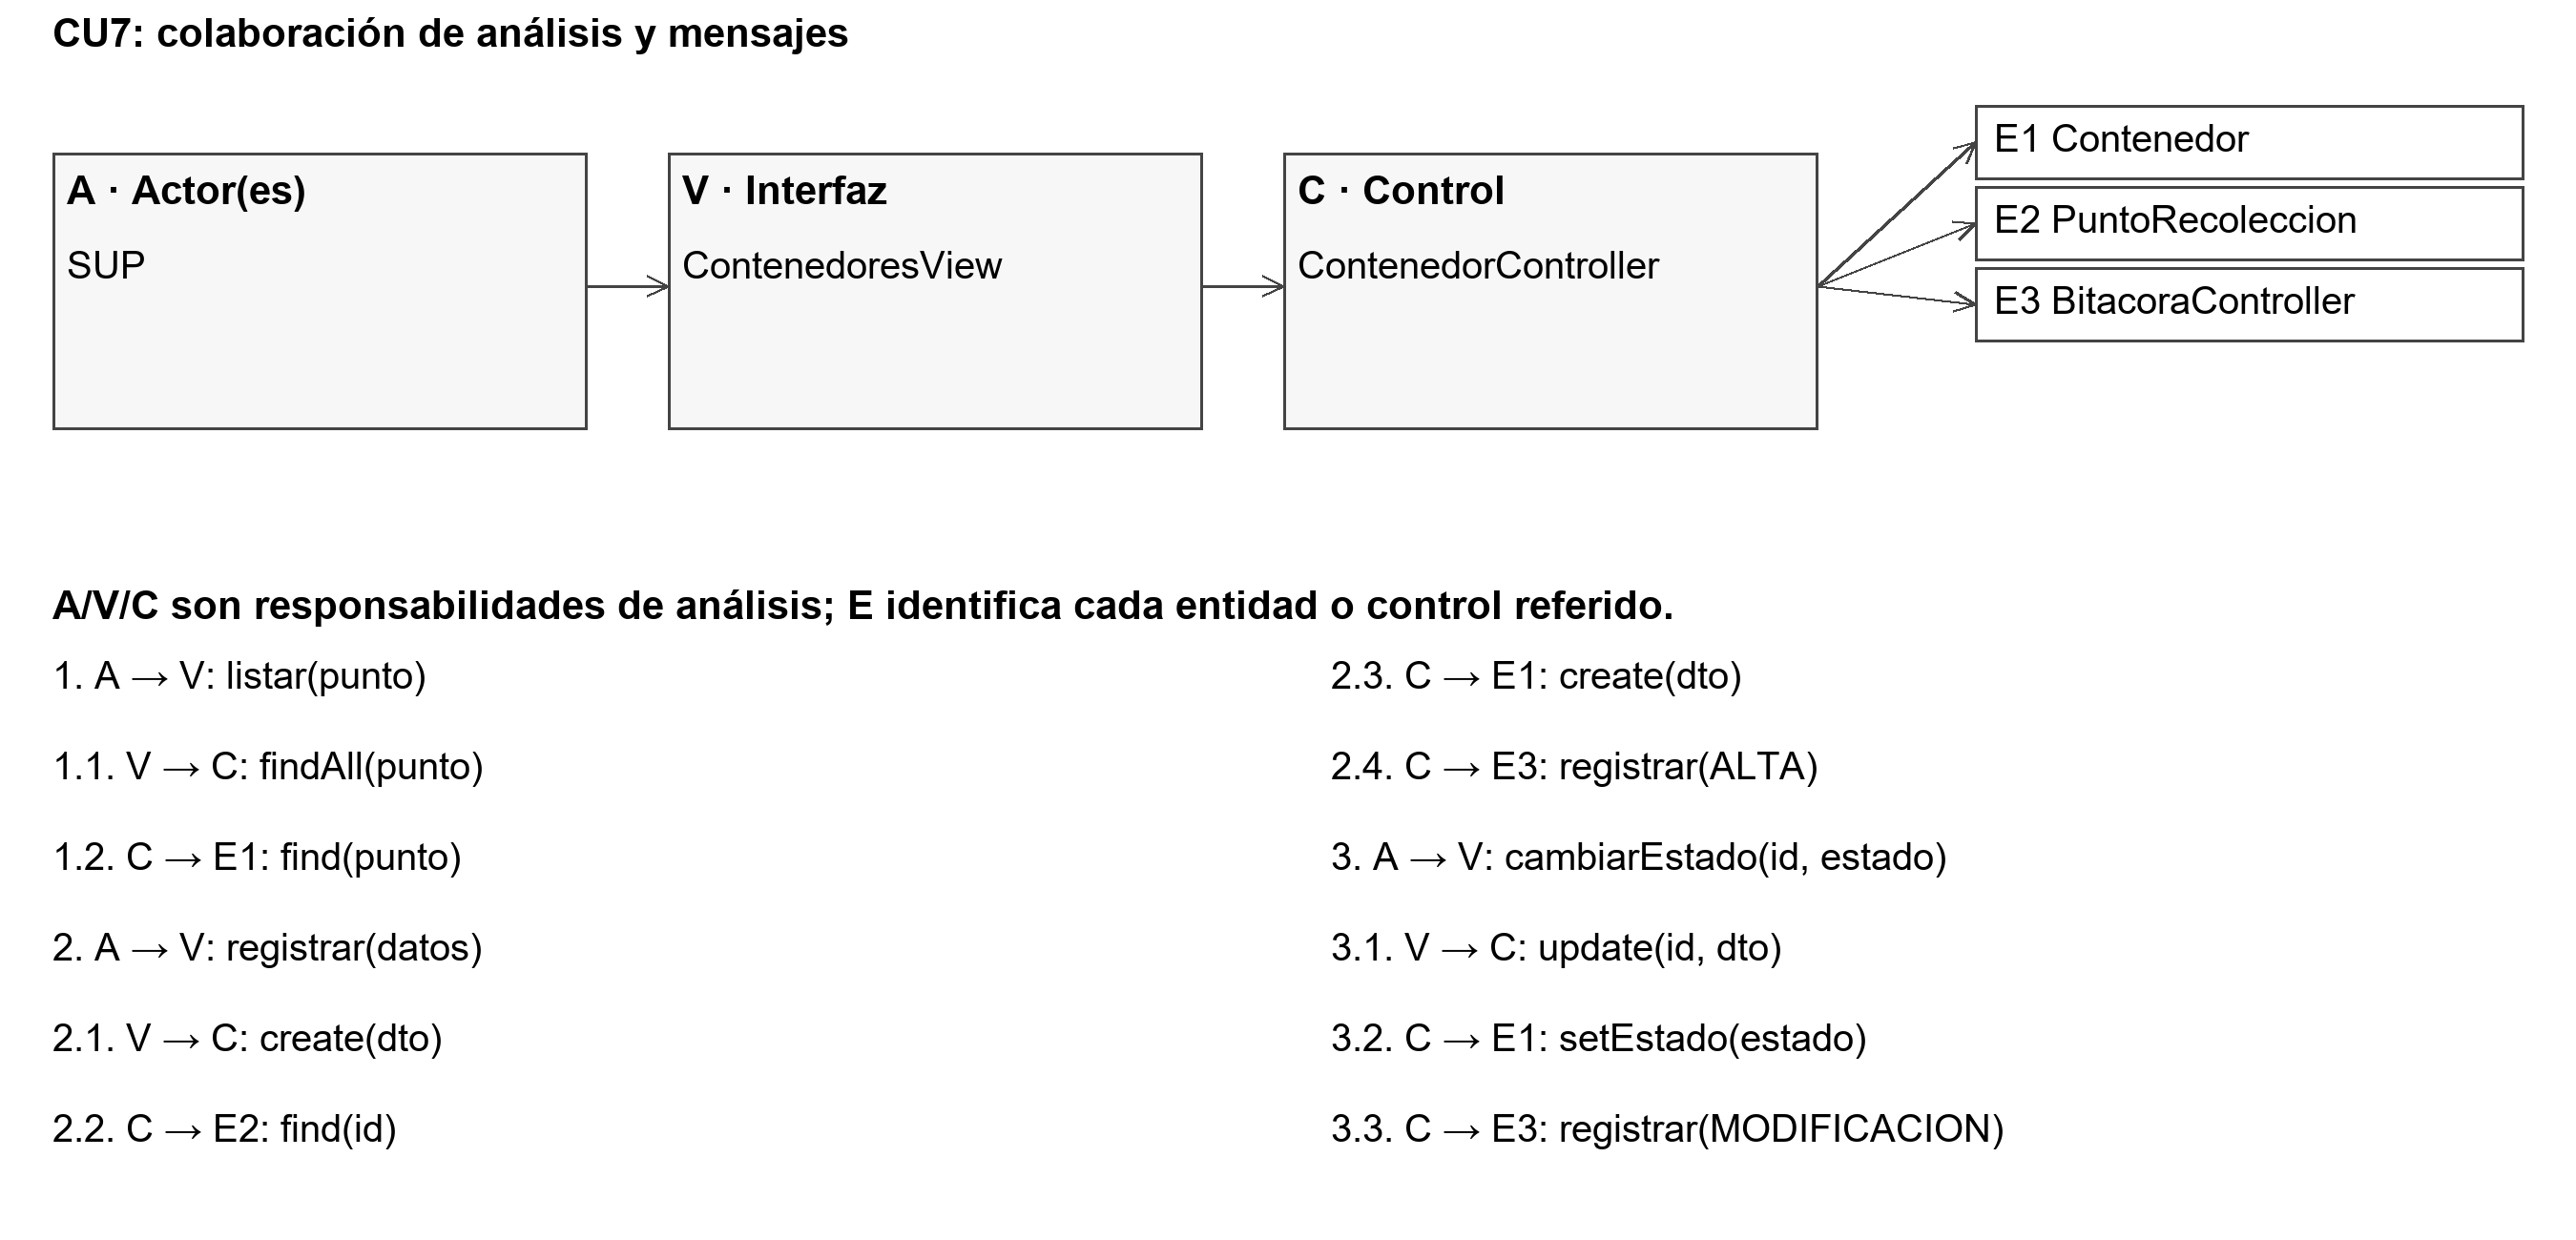 CU7: colaboración de análisis y mensajes
A · Actor(es)
SUP
V · Interfaz
ContenedoresView
C · Control
ContenedorController
E1 Contenedor
E2 PuntoRecoleccion
E3 BitacoraController
A/V/C son responsabilidades de análisis; E identifica cada entidad o control referido.
1. A → V: listar(punto)
1.1. V → C: findAll(punto)
1.2. C → E1: find(punto)
2. A → V: registrar(datos)
2.1. V → C: create(dto)
2.2. C → E2: find(id)
2.3. C → E1: create(dto)
2.4. C → E3: registrar(ALTA)
3. A → V: cambiarEstado(id, estado)
3.1. V → C: update(id, dto)
3.2. C → E1: setEstado(estado)
3.3. C → E3: registrar(MODIFICACION)